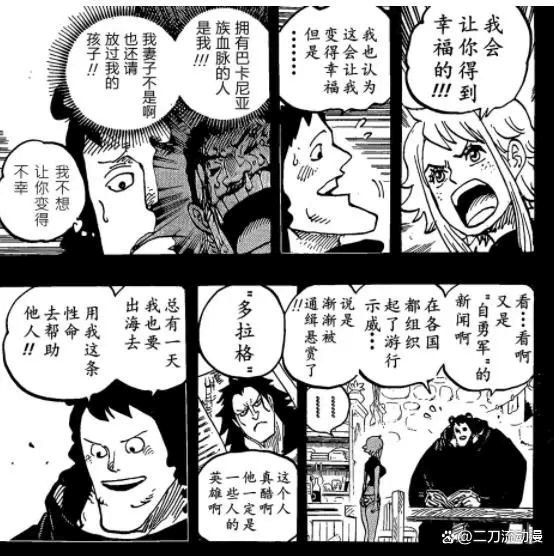 我会
让你得到
幸福的!!!
我也认为
这会让我
变得幸福
但是
……
拥有巴卡尼亚
族血脉的人
是我!!!
我妻子不是啊
也还请
放过我的
孩子!!
我不想
让你变得
不幸
看…看啊
又是
"自勇军"的
新闻啊
在各国
都组织
起了游行
示威…
说是
渐渐被
通缉悬赏了
!!
……
……
"多拉格"
这个人
真酷啊
他一定是
一些人的
英雄啊
总有一天
我也要
出海去
用我这条
性命
去帮助
他人!!
@二刀流动漫